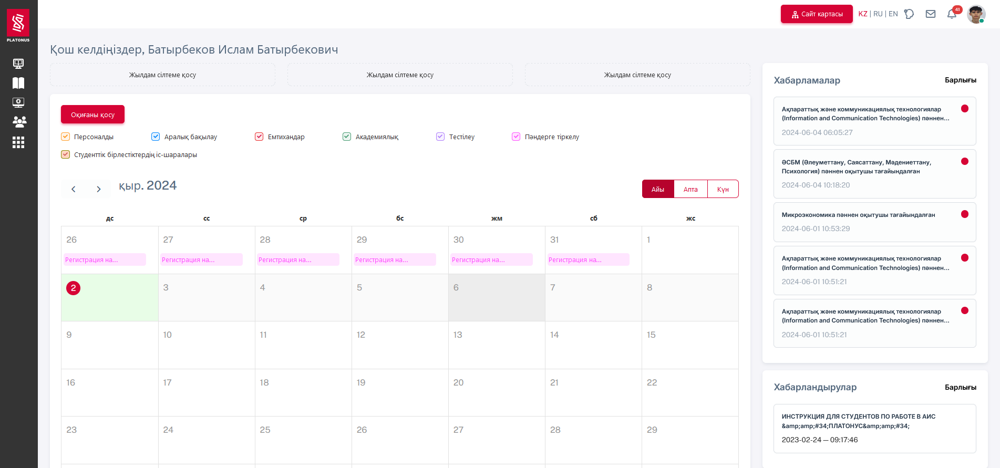 PLATONUS
Сайт картасы
KZ | RU | EN
41
Қош келдіңіздер, Батырбеков Ислам Батырбекович
Жылдам сілтеме қосу
Жылдам сілтеме қосу
Жылдам сілтеме қосу
Оқиғаны қосу
Персоналды
Аралық бақылау
Емтихандар
Академиялық
Тестілеу
Пәндерге тіркелу
Студенттік бірлестіктердің іс-шаралары
қыр. 2024
Айы
Апта
Күн
дс сс ср бс жм сб жс
26 27 28 29 30 31 1
Регистрация на... Регистрация на... Регистрация на... Регистрация на... Регистрация на... Регистрация на...
2 3 4 5 6 7 8
9 10 11 12 13 14 15
16 17 18 19 20 21 22
23 24 25 26 27 28 29
Хабарламалар
Барлығы
Ақпараттық және коммуникациялық технологиялар
(Information and Communication Technologies) пәннен...
2024-06-04 06:05:27
ӘСБМ (Әлеуметтану, Саясаттану, Мәдениеттану,
Психология) пәннен оқытушы тағайындалған
2024-06-04 10:18:20
Микроэкономика пәннен оқытушы тағайындалған
2024-06-01 10:53:29
Ақпараттық және коммуникациялық технологиялар
(Information and Communication Technologies) пәннен...
2024-06-01 10:51:21
Ақпараттық және коммуникациялық технологиялар
(Information and Communication Technologies) пәннен...
2024-06-01 10:51:21
Хабарландырулар
Барлығы
ИНСТРУКЦИЯ ДЛЯ СТУДЕНТОВ ПО РАБОТЕ В АИС
&amp;amp;#34;ПЛАТОНУС&amp;amp;#34;
2023-02-24 — 09:17:46